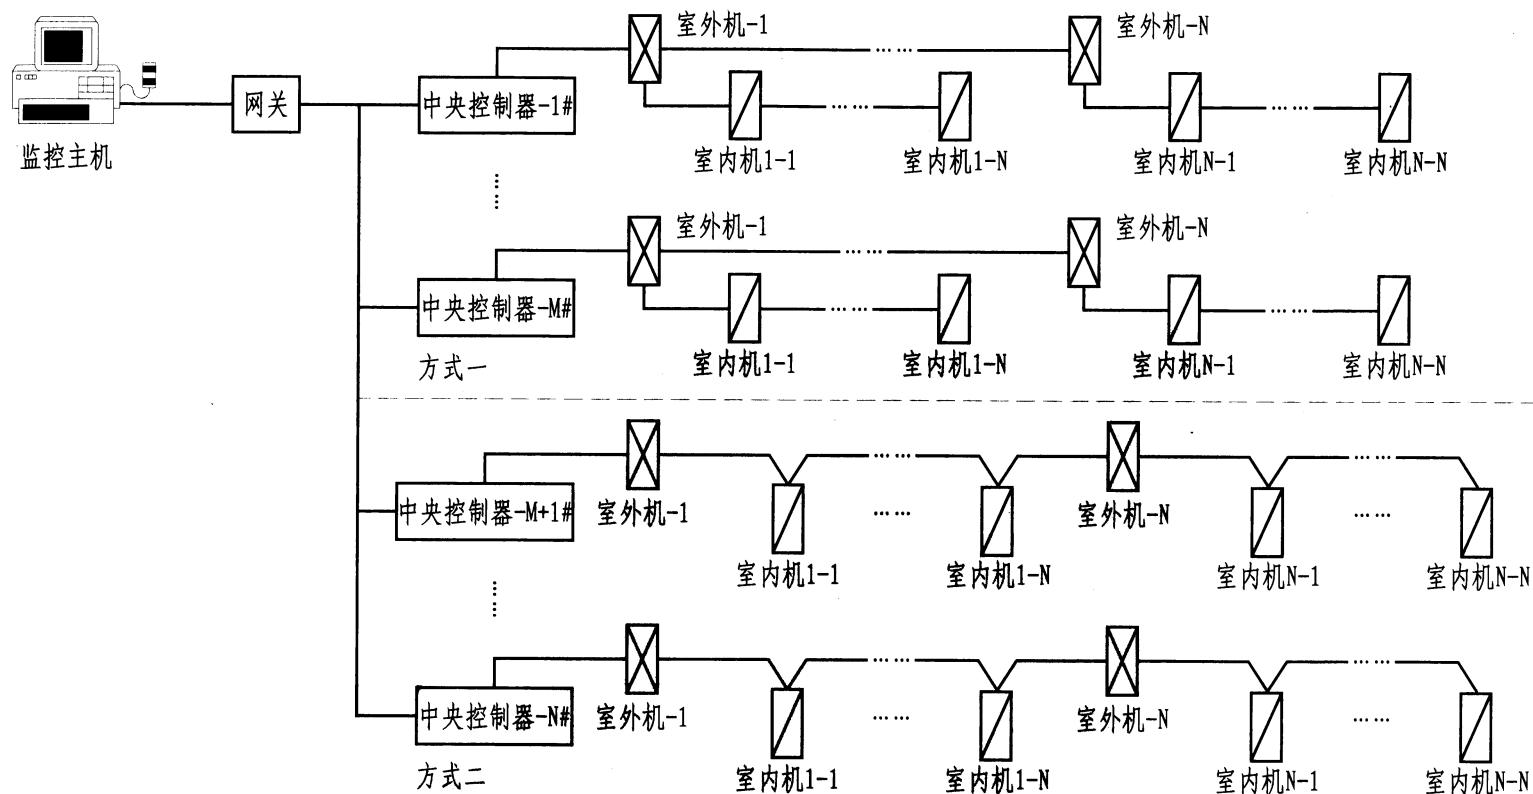 室外机-1
室外机-N
网关
中央控制器-1#
监控主机
室内机1-1
室内机1-N
室内机N-1
室内机N-N
室外机-1
室外机-N
中央控制器-M#
室内机1-1
室内机1-N
室内机N-1
室内机N-N
方式一
中央控制器-M+1#
室外机-1
室外机-N
室内机1-1
室内机1-N
室内机N-1
室内机N-N
中央控制器-N#
室外机-1
室外机-N
方式二
室内机1-1
室内机1-N
室内机N-1
室内机N-N